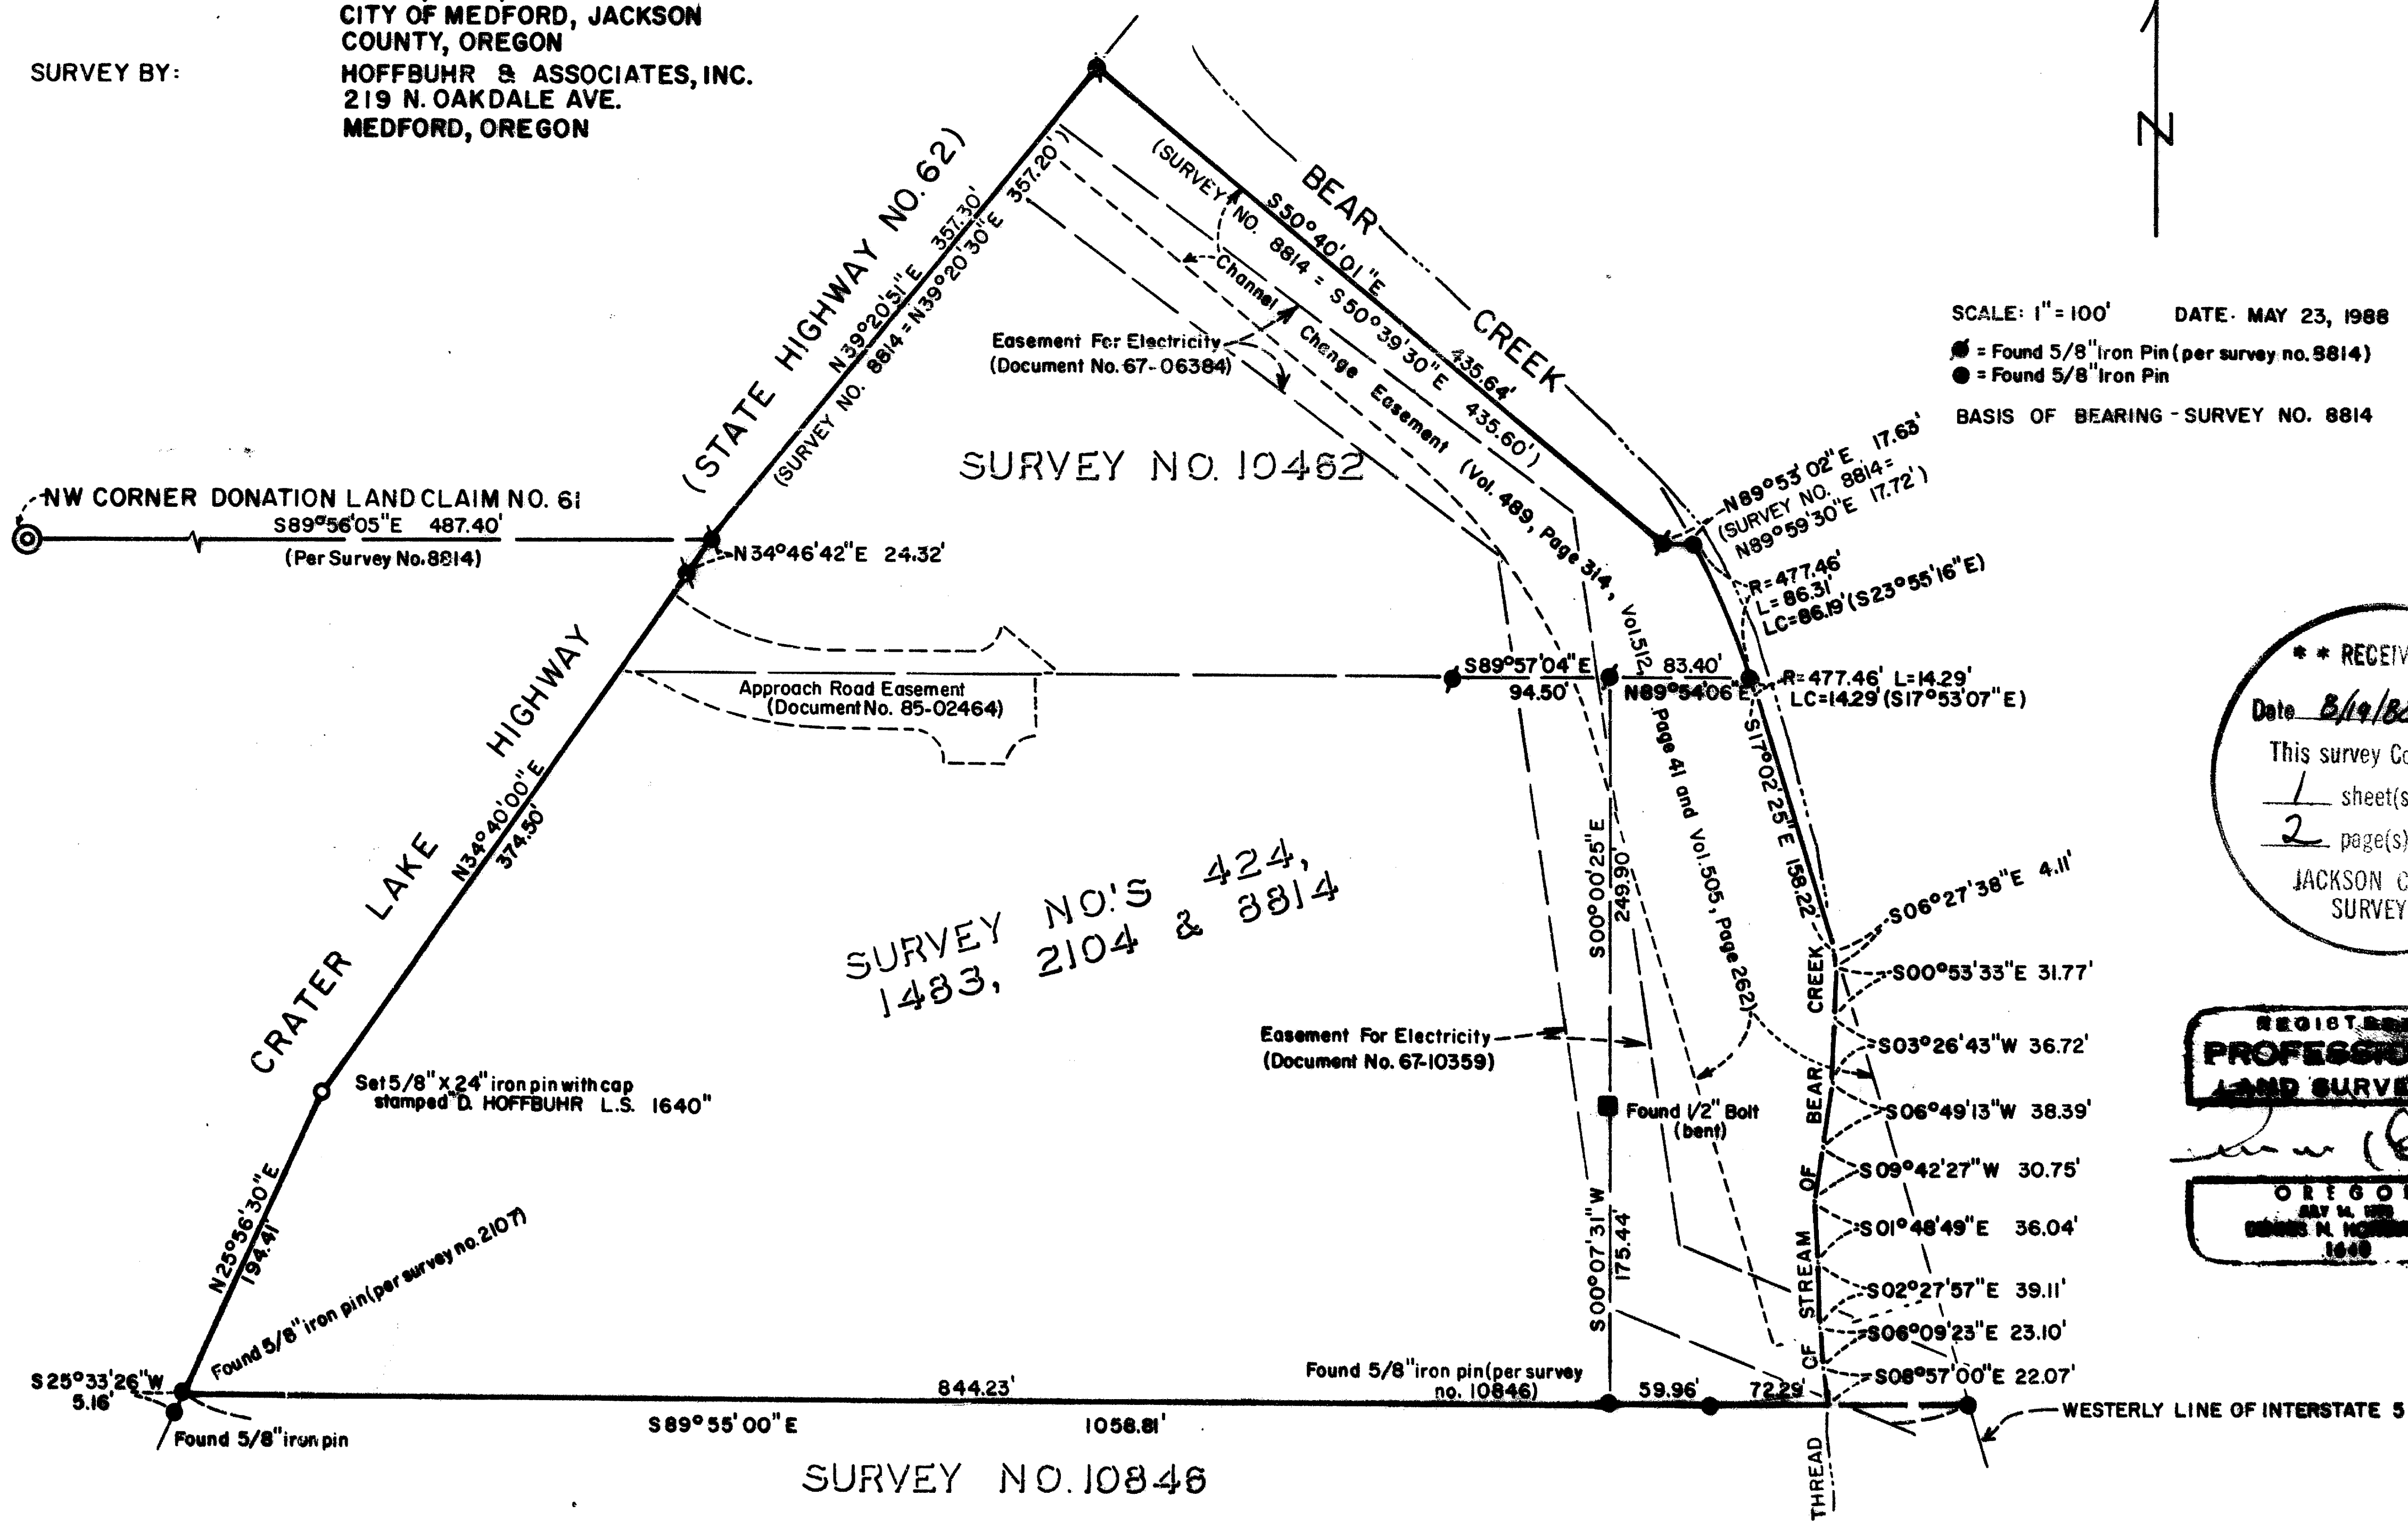 CITY OF MEDFORD, JACKSON
COUNTY, OREGON
SURVEY BY:
HOFFBUHR & ASSOCIATES, INC.
219 N. OAKDALE AVE.
MEDFORD, OREGON
N
SCALE: 1"=100' DATE. MAY 23, 1988
= Found 5/8" Iron Pin (per survey no. 8814)
= Found 5/8" Iron Pin
BASIS OF BEARING - SURVEY NO. 8814
(STATE HIGHWAY NO. 62)
N39°20'51"E 357.30'
(SURVEY NO. 8814 = N39°20'30"E 357.20')
BEAR CREEK
S50°40'01"E 435.64'
(SURVEY NO. 8814 = S50°39'30"E 435.60')
Channel Change Easement (Vol. 489, Page 314, Vol. 512, Page 41 and Vol. 505, Page 262)
Easement For Electricity
(Document No. 67-06384)
SURVEY NO. 10462
N89°53'02"E 17.63'
(SURVEY NO. 8814=
N89°59'30"E 17.72')
R=477.46'
L=86.31'
LC=86.19' (S23°55'16"E)
NW CORNER DONATION LAND CLAIM NO. 61
S89°56'05"E 487.40'
(Per Survey No. 8814)
N34°46'42"E 24.32'
Approach Road Easement
(Document No. 85-02464)
S89°57'04"E
94.50'
83.40'
N89°54'06"E
R=477.46' L=14.29'
LC=14.29 (S17°53'07"E)
S17°02'25"E 158.22'
CRATER LAKE HIGHWAY
N34°40'00"E
374.50'
SURVEY NO.'S 424,
1483, 2104 & 8814
S00°00'25"E
249.90'
S06°27'38"E 4.11'
S00°53'33"E 31.77'
S03°26'43"W 36.72'
S06°49'13"W 38.39'
S09°42'27"W 30.75'
S01°48'49"E 36.04'
S02°27'57"E 39.11'
S06°09'23"E 23.10'
S08°57'00"E 22.07'
Easement For Electricity
(Document No. 67-10359)
Set 5/8" X 24" iron pin with cap
stamped "D. HOFFBUHR L.S. 1640"
Found 1/2" Bolt
(bent)
S00°07'31"W
175.44'
THREAD OF STREAM OF BEAR CREEK
N25°56'30"E
194.41'
Found 5/8" iron pin (per survey no. 2107)
S25°33'26"W
5.16'
Found 5/8" iron pin
Found 5/8" iron pin (per survey
no. 10846)
844.23'
59.96'
72.29'
S89°55'00"E 1058.81'
WESTERLY LINE OF INTERSTATE 5
SURVEY NO. 10846
* * RECEIV
Date 8/19/8
This survey Co
1 sheet(s
2 page(s)
JACKSON C
SURVEY
REGISTERE
PROFESSIO
LAND SURVE
OREGO
1640